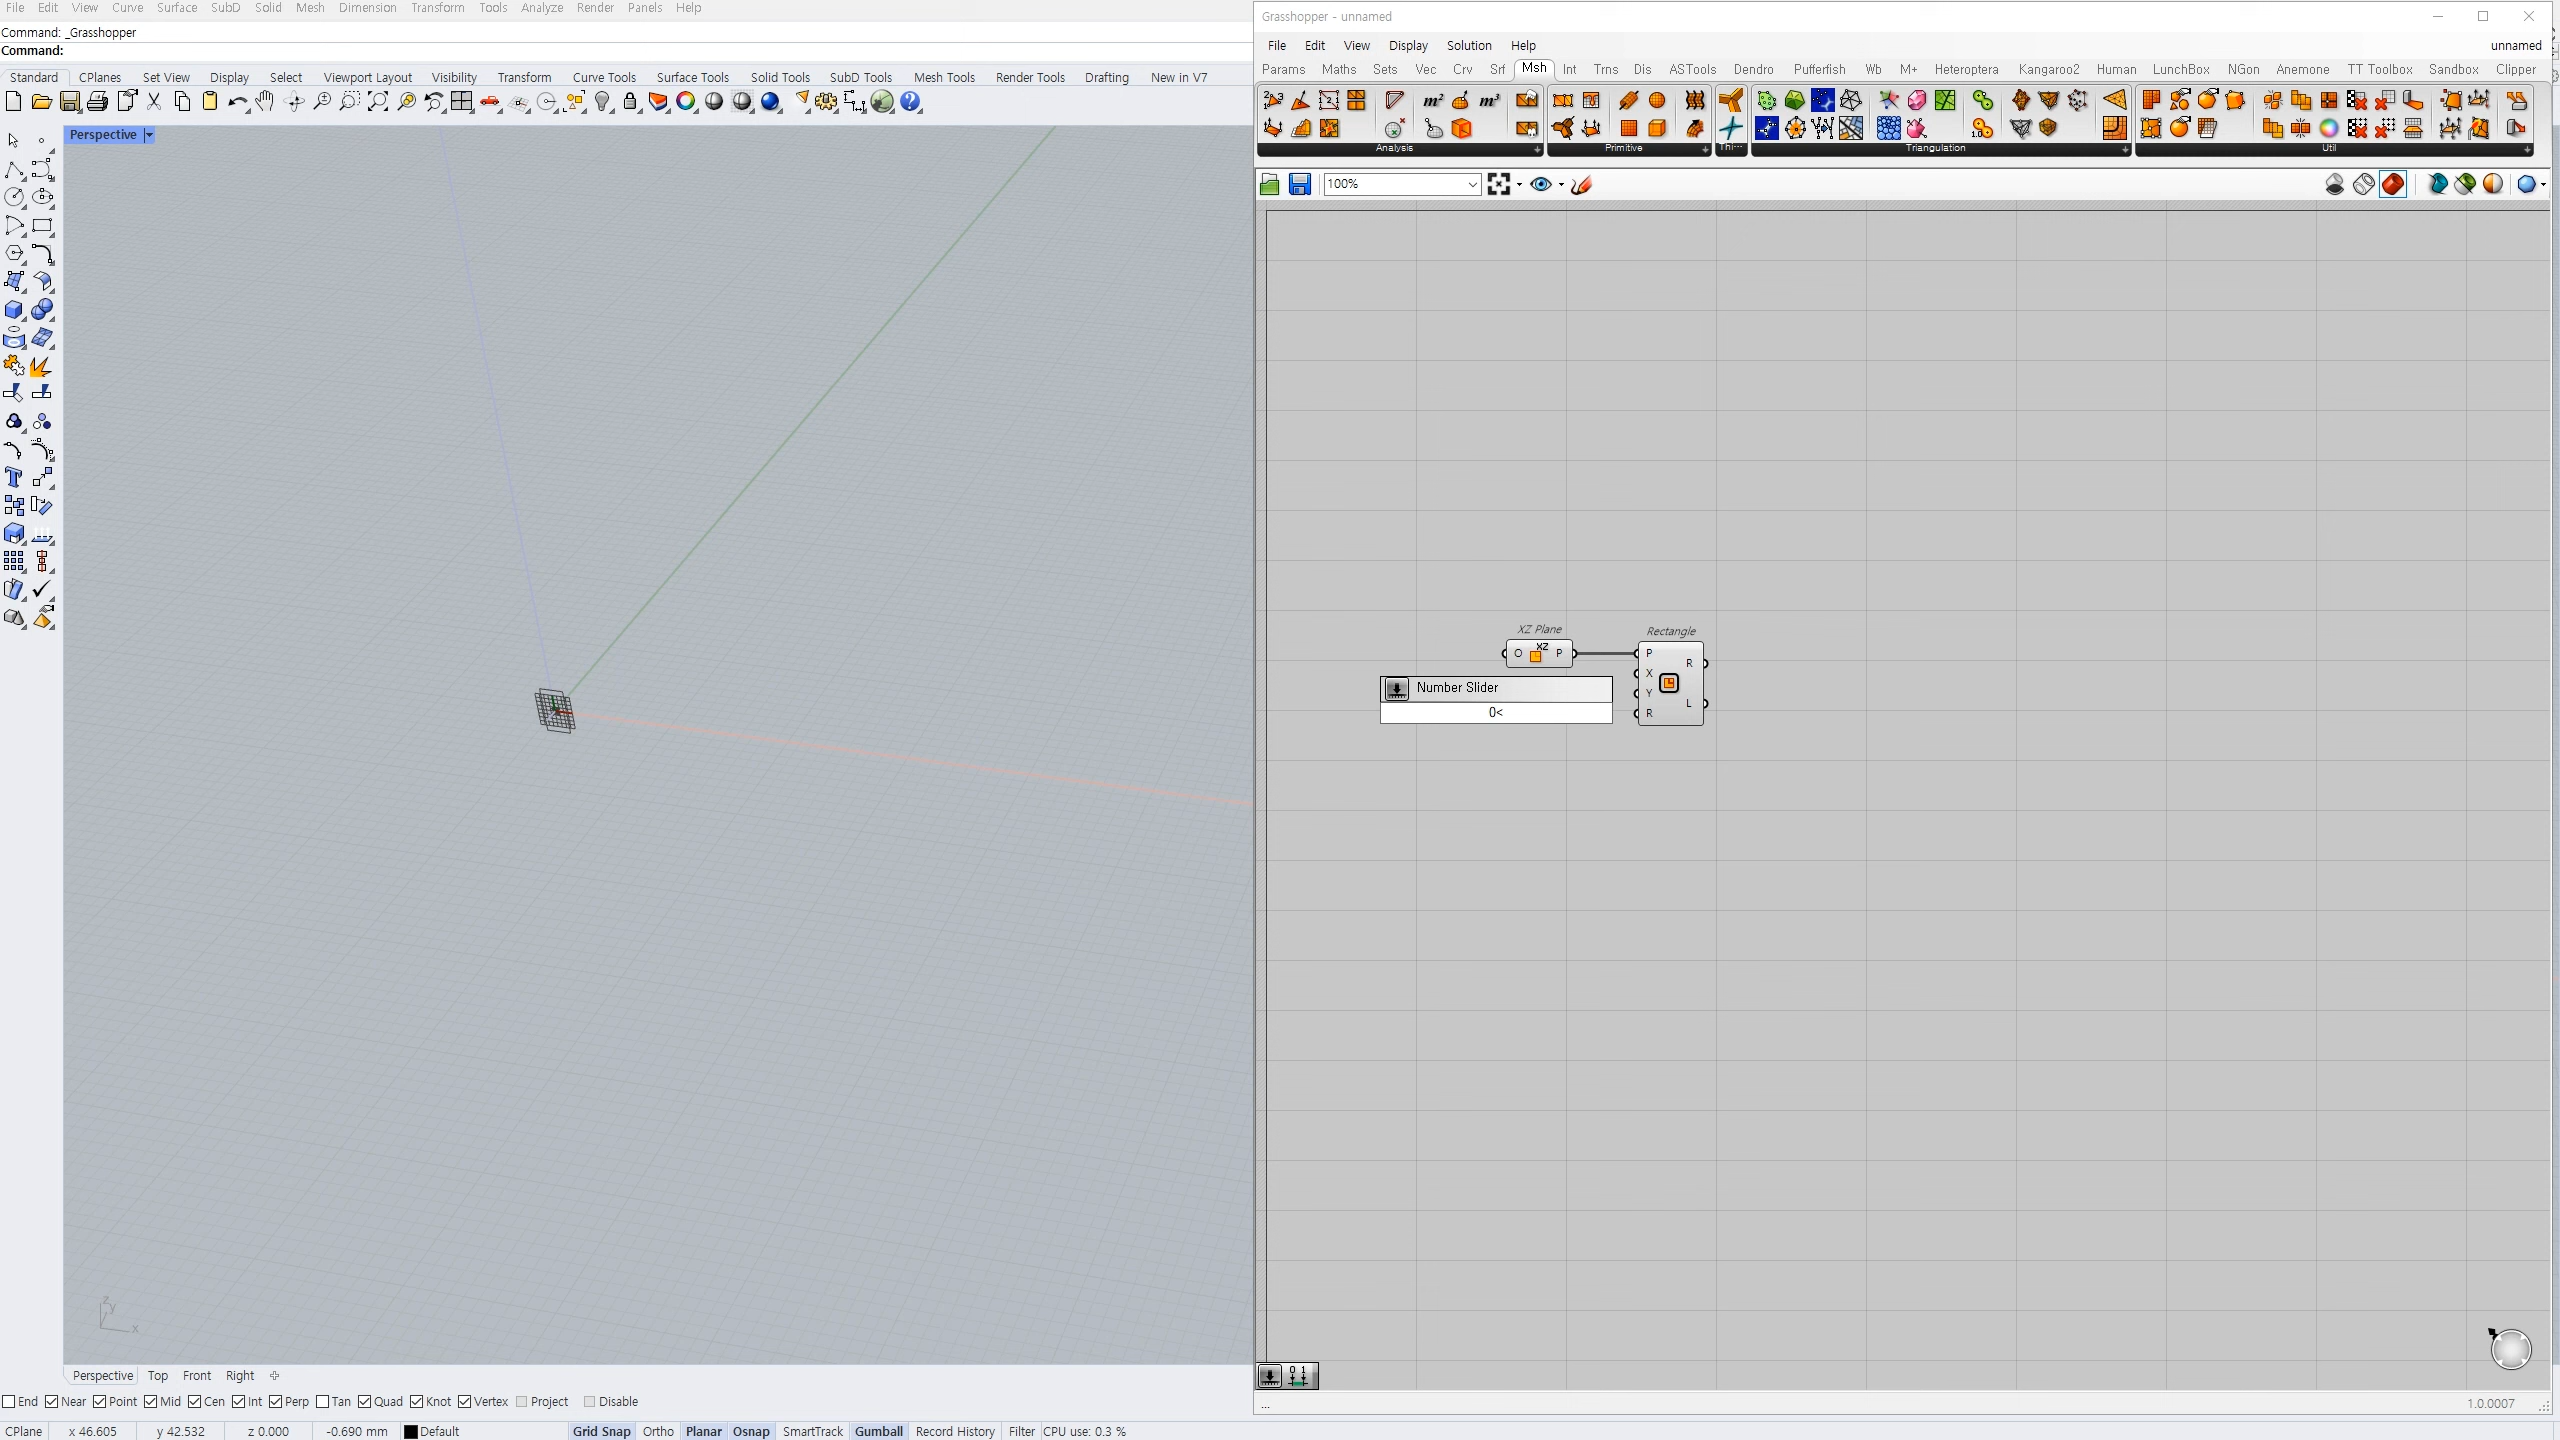 File Edit View Curve Surface SubD Solid Mesh Dimension Transform Tools Analyze Render Panels Help
Command: _Grasshopper
Command:
Standard CPlanes Set View Display Select Viewport Layout Visibility Transform Curve Tools Surface Tools Solid Tools SubD Tools Mesh Tools Render Tools Drafting New in V7
Perspective
z
y
x
Perspective Top Front Right
End Near Point Mid Cen Int Perp Tan Quad Knot Vertex Project Disable
CPlane x 46.605 y 42.532 z 0.000 -0.690 mm Default Grid Snap Ortho Planar Osnap SmartTrack Gumball Record History Filter CPU use: 0.3 %
Grasshopper - unnamed
File Edit View Display Solution Help unnamed
Params Maths Sets Vec Crv Srf Msh Int Trns Dis ASTools Dendro Pufferfish Wb M+ Heteroptera Kangaroo2 Human LunchBox NGon Anemone TT Toolbox Sandbox Clipper
m² m³
Analysis Primitive Thi··· Triangulation Util
100%
XZ Plane Rectangle
O XZ P P R
X
Y L
R
Number Slider
0<
0 1
... 1.0.0007